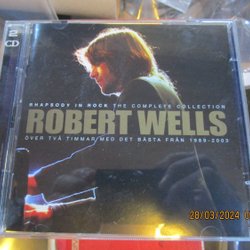 2
CD
RHAPSODY IN ROCK THE COMPLETE COLLECTION
ROBERT WELLS
ÖVER TVÅ TIMMAR MED DET BÄSTA FRÅN 1989-2003
28/03/2024